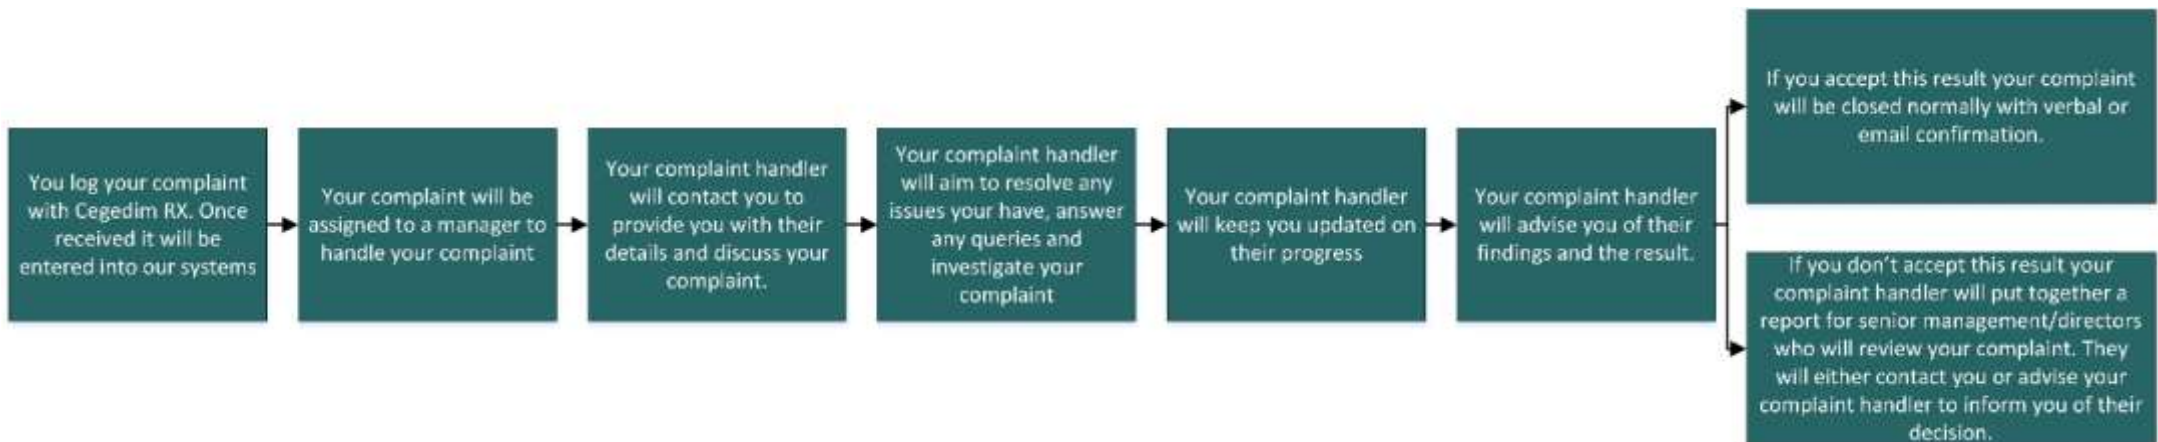 You log your complaint
with Cegedim RX. Once
received it will be
entered into our systems
Your complaint will be
assigned to a manager to
handle your complaint
Your complaint handler
will contact you to
provide you with their
details and discuss your
complaint.
Your complaint handler
will aim to resolve any
issues your have, answer
any queries and
investigate your
complaint
Your complaint handler
will keep you updated on
their progress
Your complaint handler
will advise you of their
findings and the result.
If you accept this result your complaint
will be closed normally with verbal or
email confirmation.
If you don't accept this result your
complaint handler will put together a
report for senior management/directors
who will review your complaint. They
will either contact you or advise your
complaint handler to inform you of their
decision.